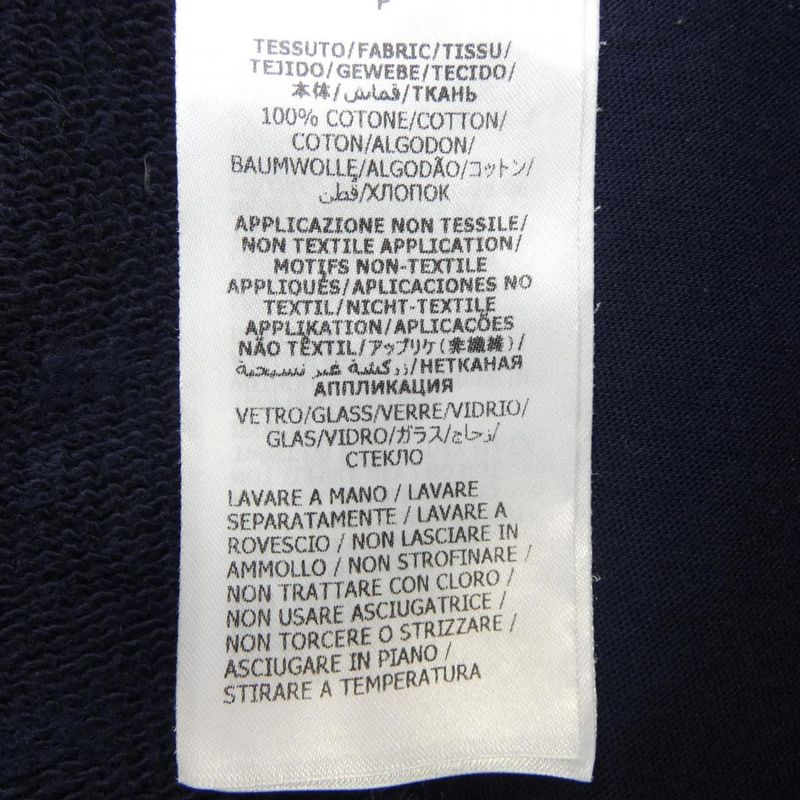 P
TESSUTO/FABRIC/TISSU/
TEJIDO/GEWEBE/TECIDO/
本体/قماش/ТКАНЬ
100% COTONE/COTTON/
COTON/ALGODON/
BAUMWOLLE/ALGODÃO/コットン/
قطن/ХЛОПОК
APPLICAZIONE NON TESSILE/
NON TEXTILE APPLICATION/
MOTIFS NON-TEXTILE
APPLIQUÉS/APLICACIONES NO
TEXTIL/NICHT-TEXTILE
APPLIKATION/APLICAÇÕES
NÃO TÊXTIL/アップリケ(非繊維)/
زركشة غير نسيجية/НЕТКАНАЯ
АППЛИКАЦИЯ
VETRO/GLASS/VERRE/VIDRIO/
GLAS/VIDRO/ガラス/زجاج/
СТЕКЛО
LAVARE A MANO / LAVARE
SEPARATAMENTE / LAVARE A
ROVESCIO / NON LASCIARE IN
AMMOLLO / NON STROFINARE /
NON TRATTARE CON CLORO /
NON USARE ASCIUGATRICE /
NON TORCERE O STRIZZARE /
ASCIUGARE IN PIANO /
STIRARE A TEMPERATURA